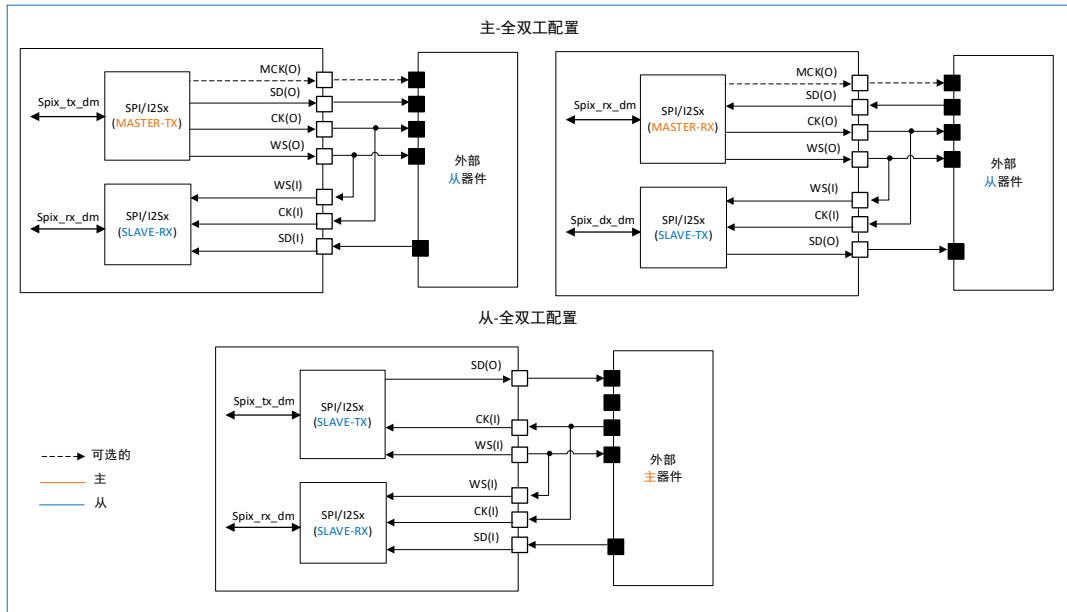 主-全双工配置
MCK(O)
SD(O)
CK(O)
WS(O)
WS(I)
CK(I)
SD(I)
Spix_tx_dm
SPI/I2Sx
(MASTER-TX)
Spix_rx_dm
SPI/I2Sx
(SLAVE-RX)
外部
从器件
MCK(O)
SD(O)
CK(O)
WS(O)
WS(I)
CK(I)
SD(O)
Spix_rx_dm
SPI/I2Sx
(MASTER-RX)
Spix_dx_dm
SPI/I2Sx
(SLAVE-TX)
外部
从器件
从-全双工配置
SD(O)
CK(I)
WS(I)
WS(I)
CK(I)
SD(I)
Spix_tx_dm
SPI/I2Sx
(SLAVE-TX)
Spix_rx_dm
SPI/I2Sx
(SLAVE-RX)
外部
主器件
可选的
主
从